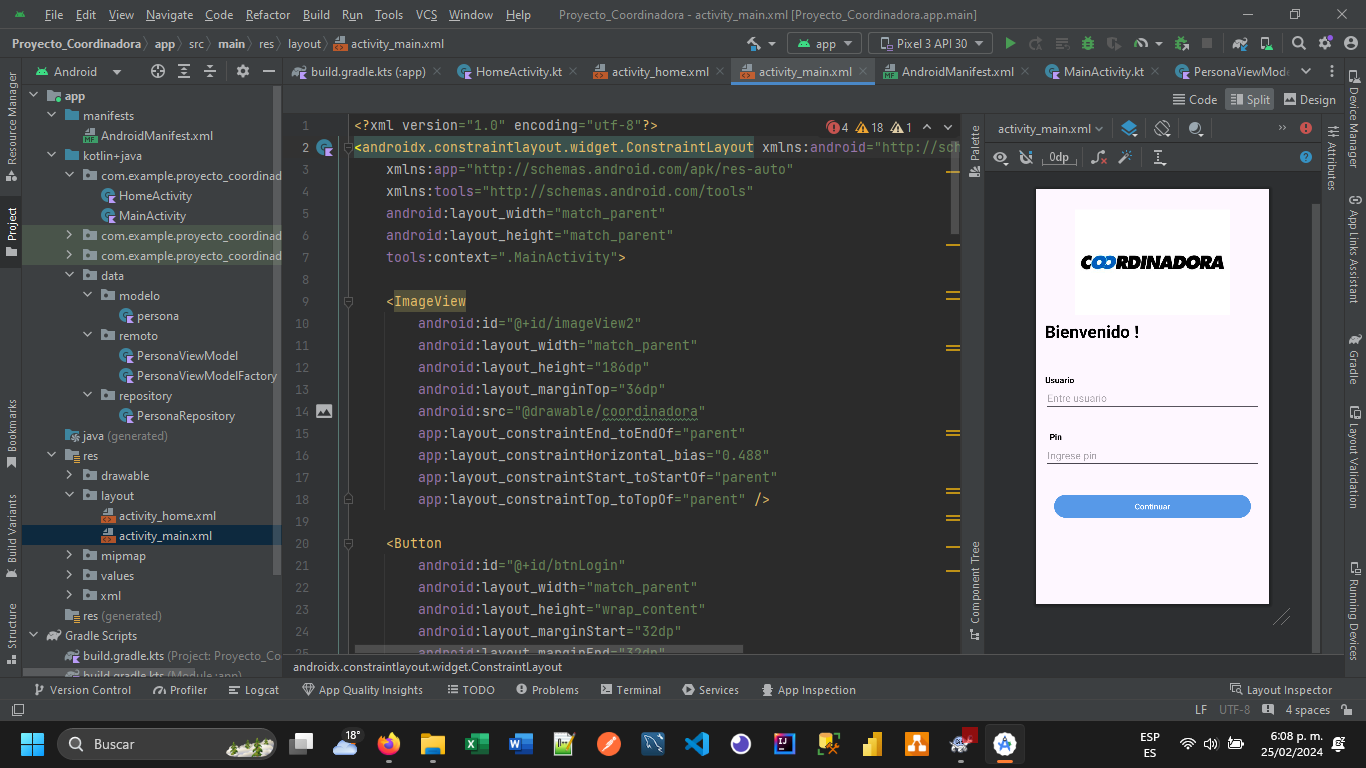 File Edit View Navigate Code Refactor Build Run Tools VCS Window Help Proyecto_Coordinadora - activity_main.xml [Proyecto_Coordinadora.app.main]
Proyecto_Coordinadora app src main res layout activity_main.xml app Pixel 3 API 30
Android
build.gradle.kts (:app) HomeActivity.kt activity_home.xml activity_main.xml AndroidManifest.xml MainActivity.kt PersonaViewMode
Code Split Design
Resource Manager
Project
Bookmarks
Build Variants
Structure
app
manifests
AndroidManifest.xml
kotlin+java
com.example.proyecto_coordinad
HomeActivity
MainActivity
com.example.proyecto_coordinad
com.example.proyecto_coordinad
data
modelo
persona
remoto
PersonaViewModel
PersonaViewModelFactory
repository
PersonaRepository
java (generated)
res
drawable
layout
activity_home.xml
activity_main.xml
mipmap
values
xml
res (generated)
Gradle Scripts
build.gradle.kts (Project: Proyecto_Co
build.gradle.kts (Module :app)
4 18 1
1 <?xml version="1.0" encoding="utf-8"?>
2 <androidx.constraintlayout.widget.ConstraintLayout xmlns:android="http://sch
3 xmlns:app="http://schemas.android.com/apk/res-auto"
4 xmlns:tools="http://schemas.android.com/tools"
5 android:layout_width="match_parent"
6 android:layout_height="match_parent"
7 tools:context=".MainActivity">
8
9 <ImageView
10 android:id="@+id/imageView2"
11 android:layout_width="match_parent"
12 android:layout_height="186dp"
13 android:layout_marginTop="36dp"
14 android:src="@drawable/coordinadora"
15 app:layout_constraintEnd_toEndOf="parent"
16 app:layout_constraintHorizontal_bias="0.488"
17 app:layout_constraintStart_toStartOf="parent"
18 app:layout_constraintTop_toTopOf="parent" />
19
20 <Button
21 android:id="@+id/btnLogin"
22 android:layout_width="match_parent"
23 android:layout_height="wrap_content"
24 android:layout_marginStart="32dp"
25 android:layout_marginEnd="32dp"
androidx.constraintlayout.widget.ConstraintLayout
Palette
Component Tree
activity_main.xml
0dp
COORDINADORA
Bienvenido !
Usuario
Entre usuario
Pin
Ingrese pin
Continuar
Attributes
Device Manager
App Links Assistant
Gradle
Layout Validation
Running Devices
Version Control Profiler Logcat App Quality Insights TODO Problems Terminal Services App Inspection Layout Inspector
LF UTF-8 4 spaces
Buscar
18°
ESP
ES
6:08 p. m.
25/02/2024